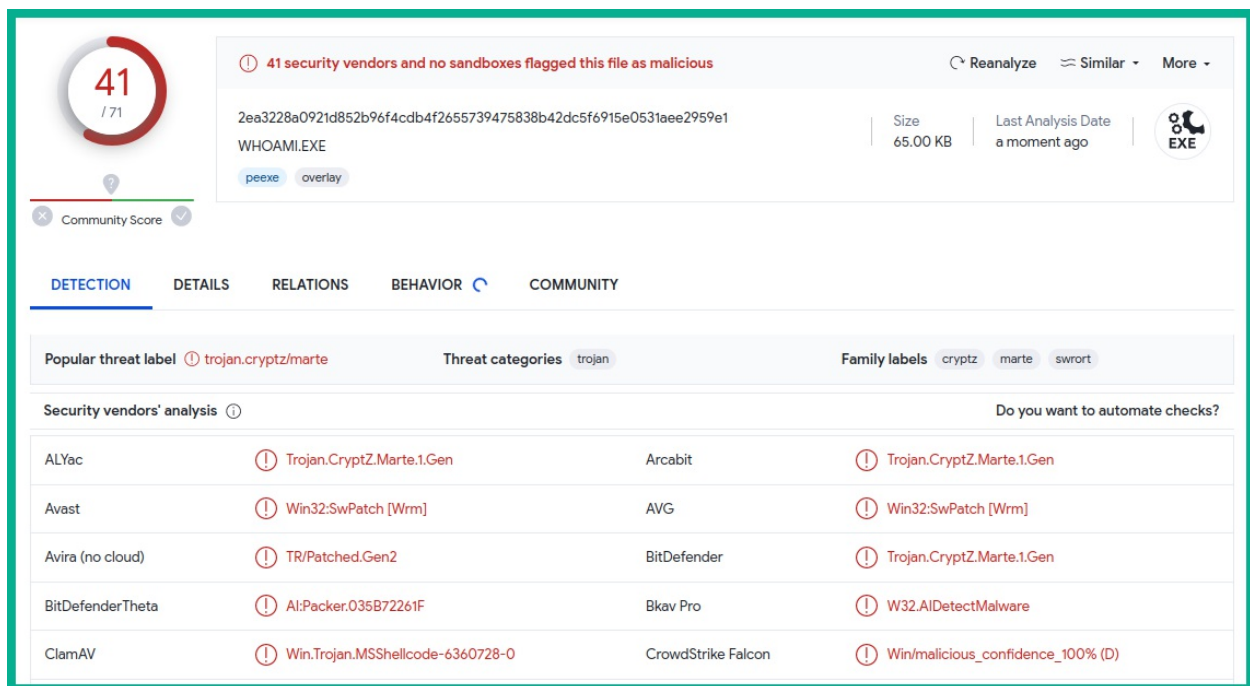 41
/ 71
Community Score
41 security vendors and no sandboxes flagged this file as malicious
Reanalyze Similar More
2ea3228a0921d852b96f4cdb4f2655739475838b42dc5f6915e0531aee2959e1
WHOAMI.EXE
peexe overlay
Size
65.00 KB
Last Analysis Date
a moment ago
EXE
DETECTION DETAILS RELATIONS BEHAVIOR COMMUNITY
Popular threat label trojan.cryptz/marte Threat categories trojan Family labels cryptz marte swrort
Security vendors' analysis Do you want to automate checks?
ALYac Trojan.CryptZ.Marte.1.Gen Arcabit Trojan.CryptZ.Marte.1.Gen
Avast Win32:SwPatch [Wrm] AVG Win32:SwPatch [Wrm]
Avira (no cloud) TR/Patched.Gen2 BitDefender Trojan.CryptZ.Marte.1.Gen
BitDefenderTheta AI:Packer.035B72261F Bkav Pro W32.AIDetectMalware
ClamAV Win.Trojan.MSShellcode-6360728-0 CrowdStrike Falcon Win/malicious_confidence_100% (D)